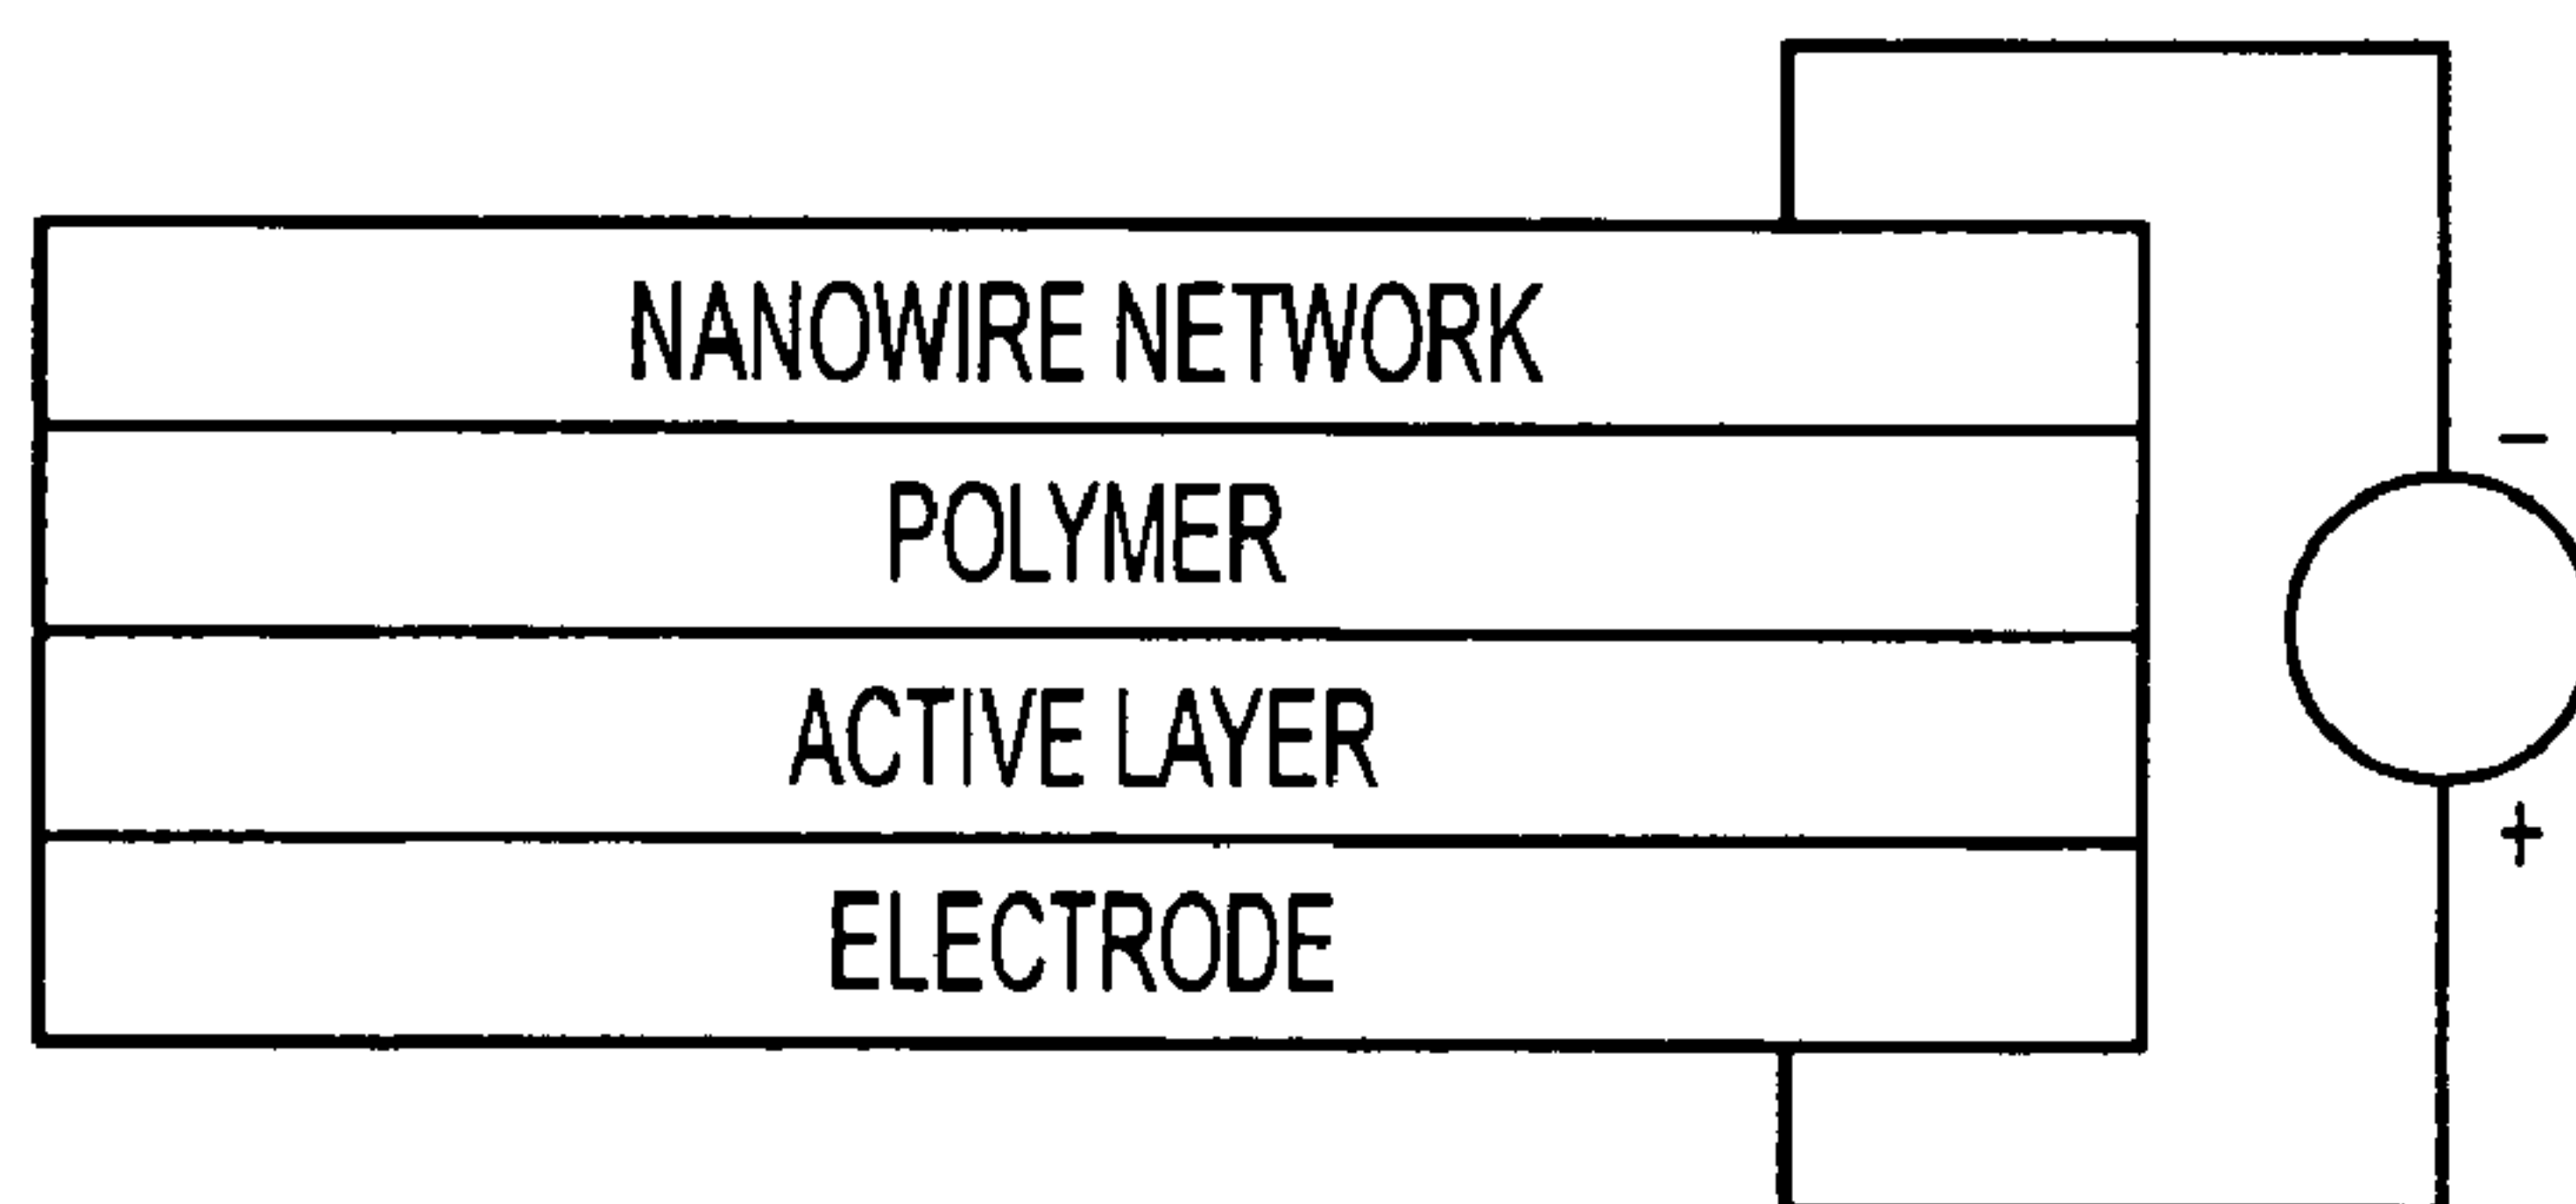 NANOWIRE NETWORK
−
POLYMER
ACTIVE LAYER
+
ELECTRODE